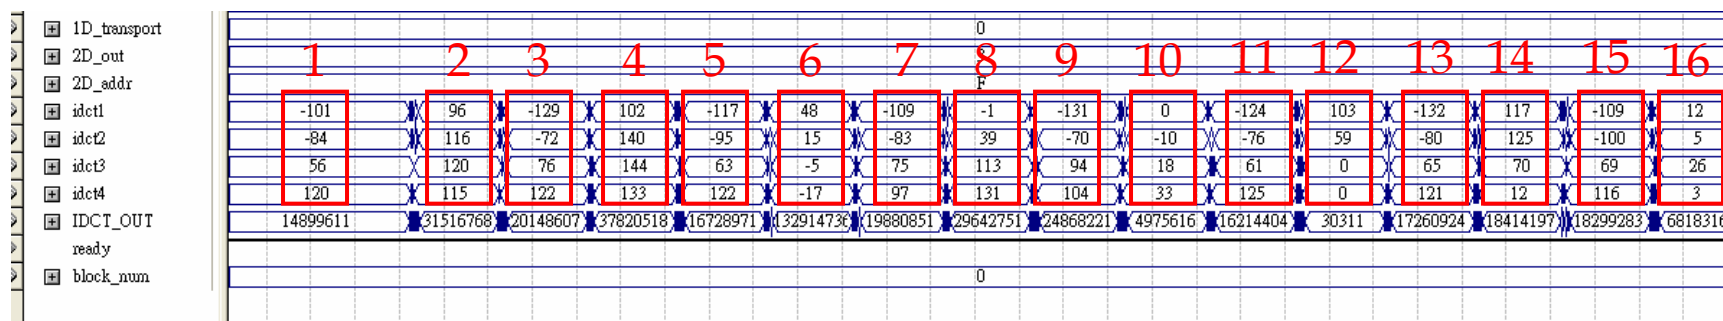 1D_transport 0
2D_out
1 2 3 4 5 6 7 8 9 10 11 12 13 14 15 16
2D_addr F
idct1 -101 96 -129 102 -117 48 -109 -1 -131 0 -124 103 -132 117 -109 12
idct2 -84 116 -72 140 -95 15 -83 39 -70 -10 -76 59 -80 125 -100 5
idct3 56 120 76 144 63 -5 75 113 94 18 61 0 65 70 69 26
idct4 120 115 122 133 122 -17 97 131 104 33 125 0 121 12 116 3
IDCT_OUT 14899611 31516768 20148607 37820518 16728971 132914736 19880851 29642751 24868221 4975616 16214404 30311 17260924 18414197 18299283 6818316
ready
block_num 0